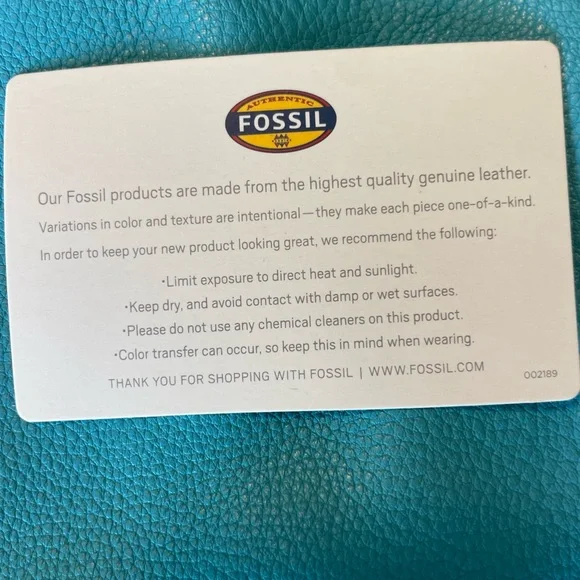 AUTHENTIC
FOSSIL
Our Fossil products are made from the highest quality genuine leather.
Variations in color and texture are intentional—they make each piece one-of-a-kind.
In order to keep your new product looking great, we recommend the following:
•Limit exposure to direct heat and sunlight.
•Keep dry, and avoid contact with damp or wet surfaces.
•Please do not use any chemical cleaners on this product.
•Color transfer can occur, so keep this in mind when wearing.
THANK YOU FOR SHOPPING WITH FOSSIL | WWW.FOSSIL.COM
002189